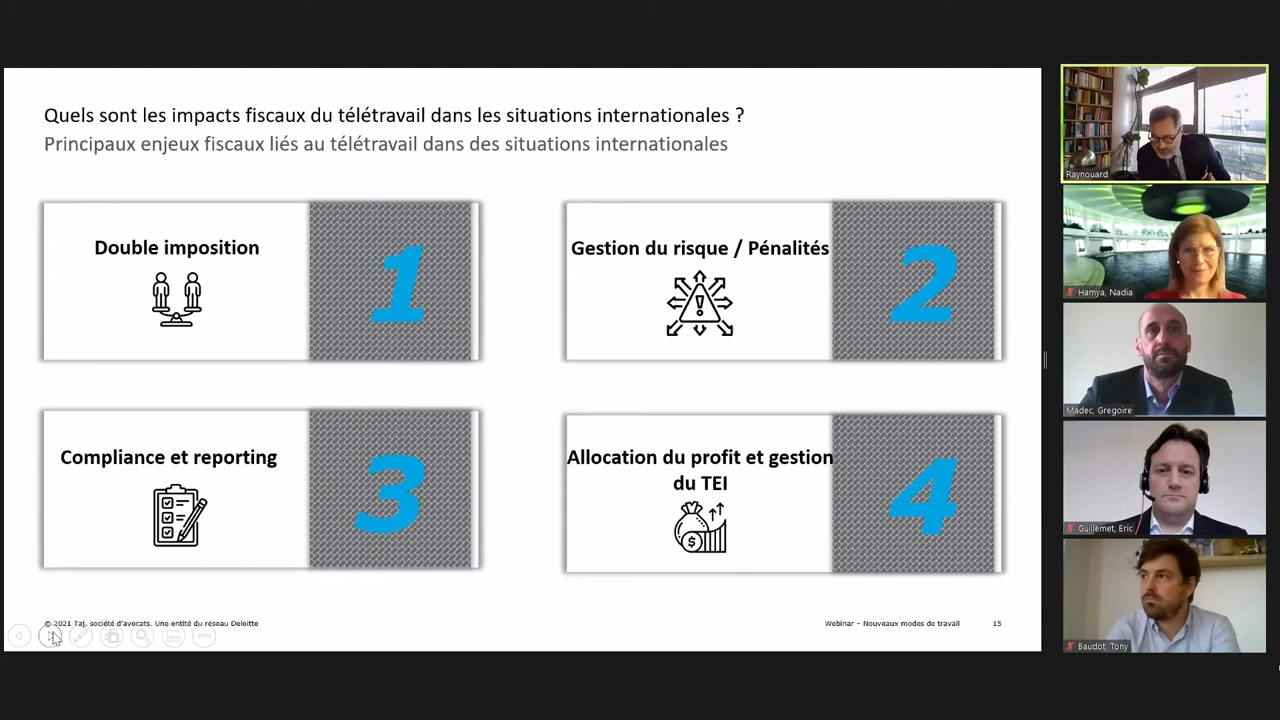 Quels sont les impacts fiscaux du télétravail dans les situations internationales ?
Principaux enjeux fiscaux liés au télétravail dans des situations internationales
Double imposition
1
Gestion du risque / Pénalités
2
Compliance et reporting
3
Allocation du profit et gestion
du TEI
4
© 2021 Taj, société d'avocats. Une entité du réseau Deloitte
Webinar – Nouveaux modes de travail
15
Raynouard
Hamya, Nadia
Madec, Gregoire
Guillemet, Eric
Baudot, Tony